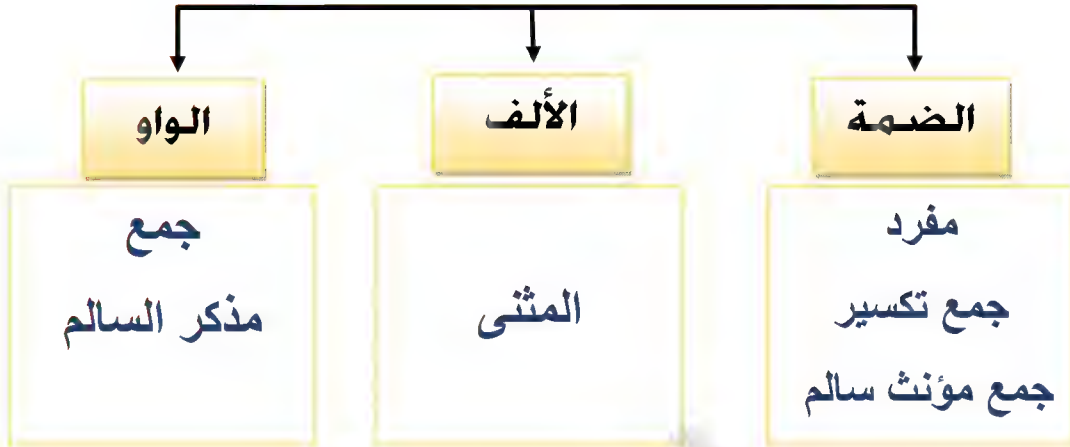 الضمة
الألف
الواو
مفرد
جمع تكسير
جمع مؤنث سالم
المثنى
جمع
مذكر السالم